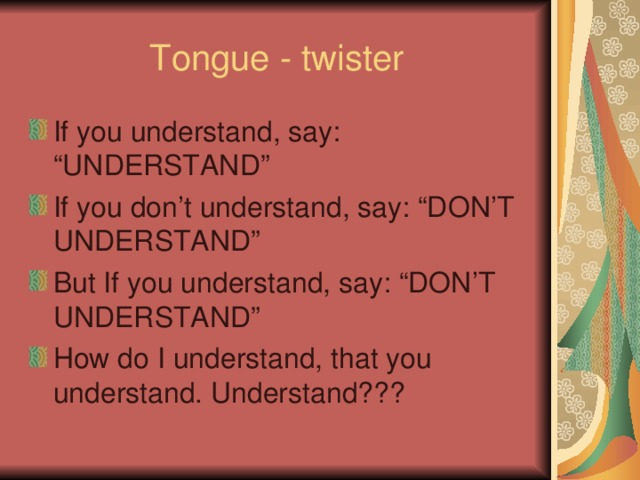 Tongue - twister
If you understand, say:
“UNDERSTAND”
If you don’t understand, say: “DON’T
UNDERSTAND”
But If you understand, say: “DON’T
UNDERSTAND”
How do I understand, that you
understand. Understand???